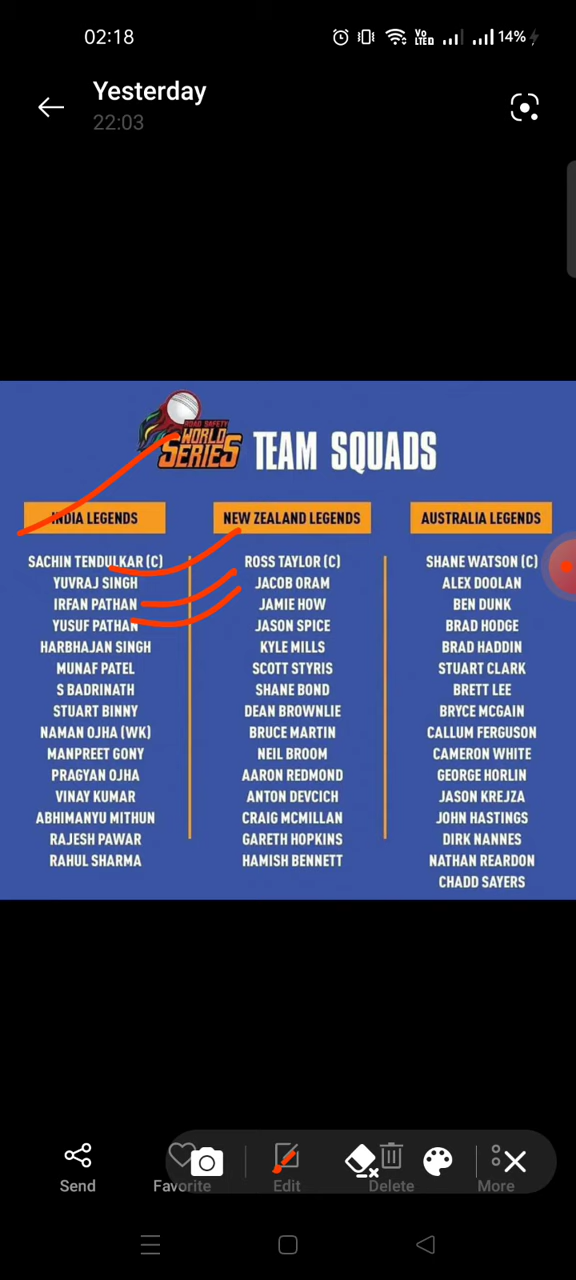 02:18
Vo
LTED
14%
Yesterday
22:03
ROAD SAFETY
WORLD
SERIES
TEAM SQUADS
INDIA LEGENDS
SACHIN TENDULKAR (C)
YUVRAJ SINGH
IRFAN PATHAN
YUSUF PATHAN
HARBHAJAN SINGH
MUNAF PATEL
S BADRINATH
STUART BINNY
NAMAN OJHA (WK)
MANPREET GONY
PRAGYAN OJHA
VINAY KUMAR
ABHIMANYU MITHUN
RAJESH PAWAR
RAHUL SHARMA
NEW ZEALAND LEGENDS
ROSS TAYLOR (C)
JACOB ORAM
JAMIE HOW
JASON SPICE
KYLE MILLS
SCOTT STYRIS
SHANE BOND
DEAN BROWNLIE
BRUCE MARTIN
NEIL BROOM
AARON REDMOND
ANTON DEVCICH
CRAIG MCMILLAN
GARETH HOPKINS
HAMISH BENNETT
AUSTRALIA LEGENDS
SHANE WATSON (C)
ALEX DOOLAN
BEN DUNK
BRAD HODGE
BRAD HADDIN
STUART CLARK
BRETT LEE
BRYCE MCGAIN
CALLUM FERGUSON
CAMERON WHITE
GEORGE HORLIN
JASON KREJZA
JOHN HASTINGS
DIRK NANNES
NATHAN REARDON
CHADD SAYERS
Send
Favorite
Edit
Delete
More